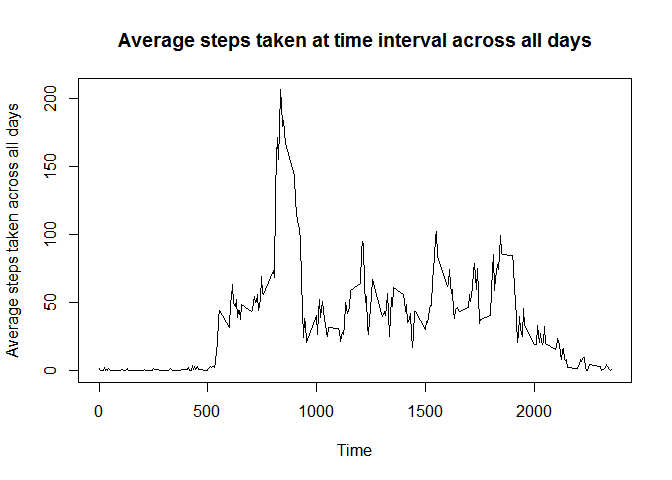 Average steps taken at time interval across all days
Average steps taken across all days
200
150
100
50
0
0 500 1000 1500 2000
Time